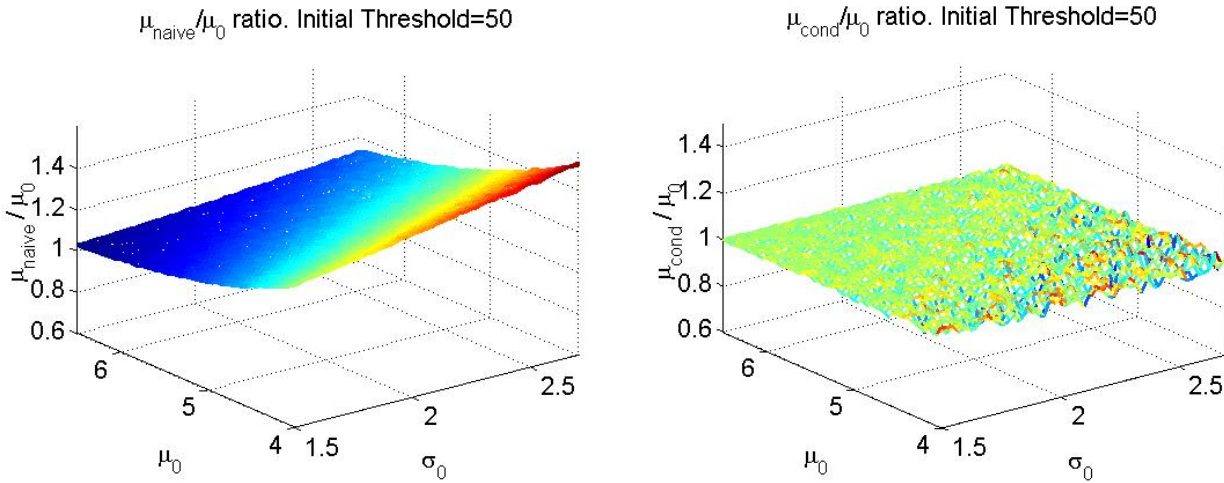 μnaive/μ0 ratio. Initial Threshold=50
1.4
1.2
1
0.8
0.6
μnaive / μ0
6
5
4
μ0
1.5
2
2.5
σ0
μcond/μ0 ratio. Initial Threshold=50
1.4
1.2
1
0.8
0.6
μcond / μ0
6
5
4
μ0
1.5
2
2.5
σ0